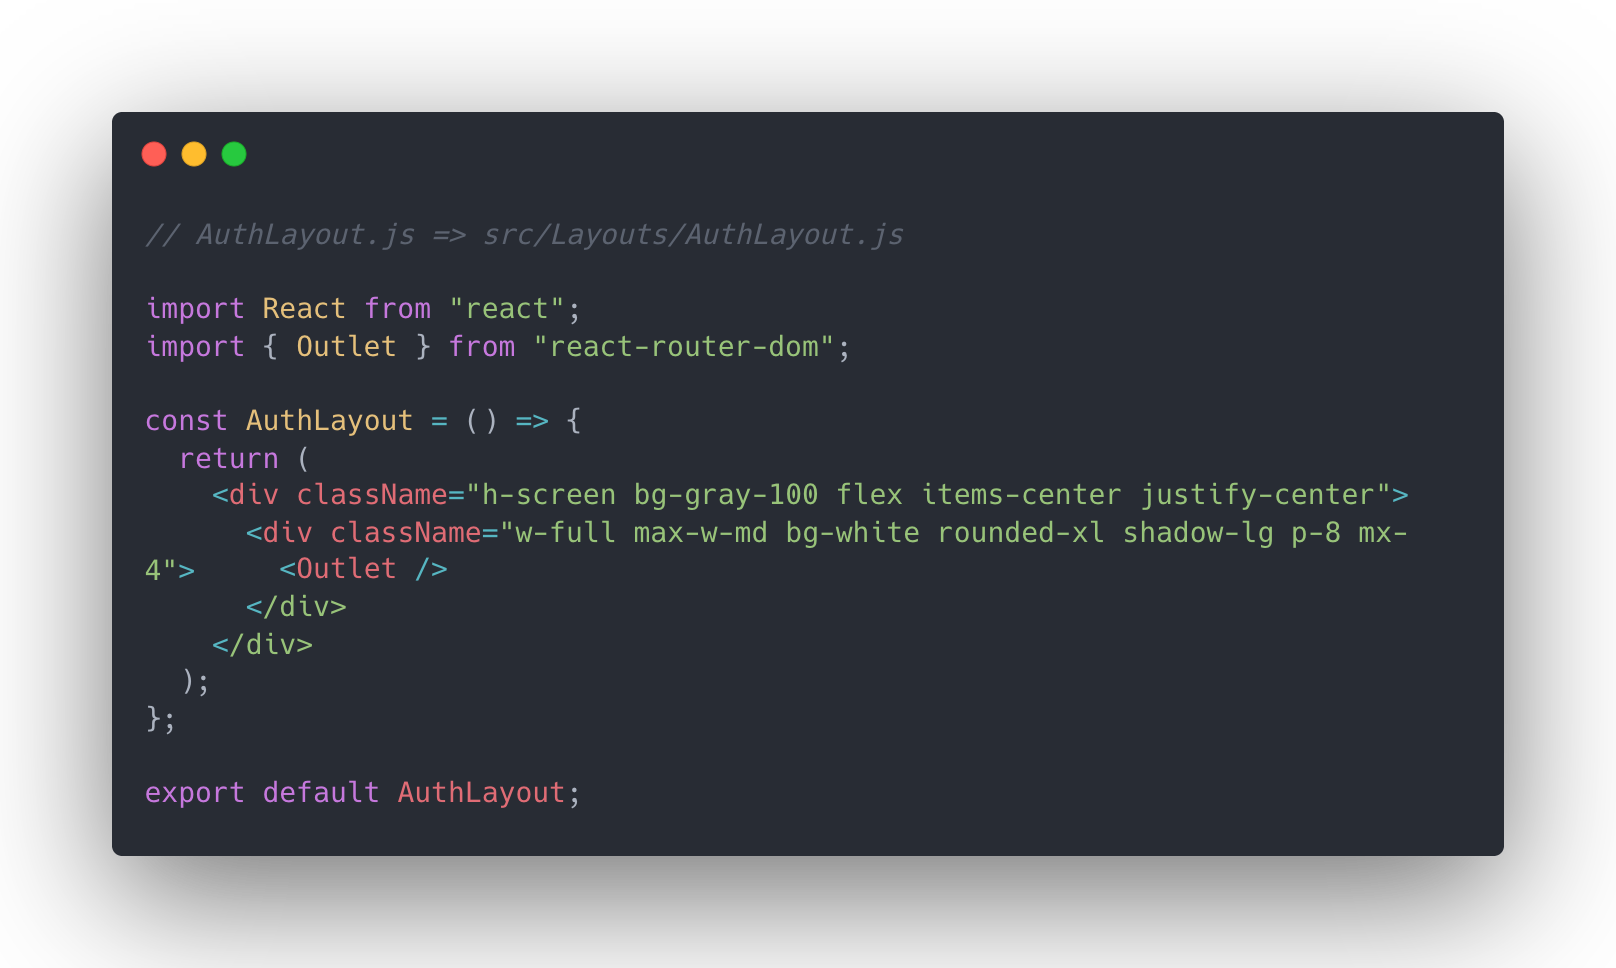 // AuthLayout.js => src/Layouts/AuthLayout.js

import React from "react";
import { Outlet } from "react-router-dom";

const AuthLayout = () => {
  return (
    <div className="h-screen bg-gray-100 flex items-center justify-center">
      <div className="w-full max-w-md bg-white rounded-xl shadow-lg p-8 mx-
4">     <Outlet />
      </div>
    </div>
  );
};

export default AuthLayout;